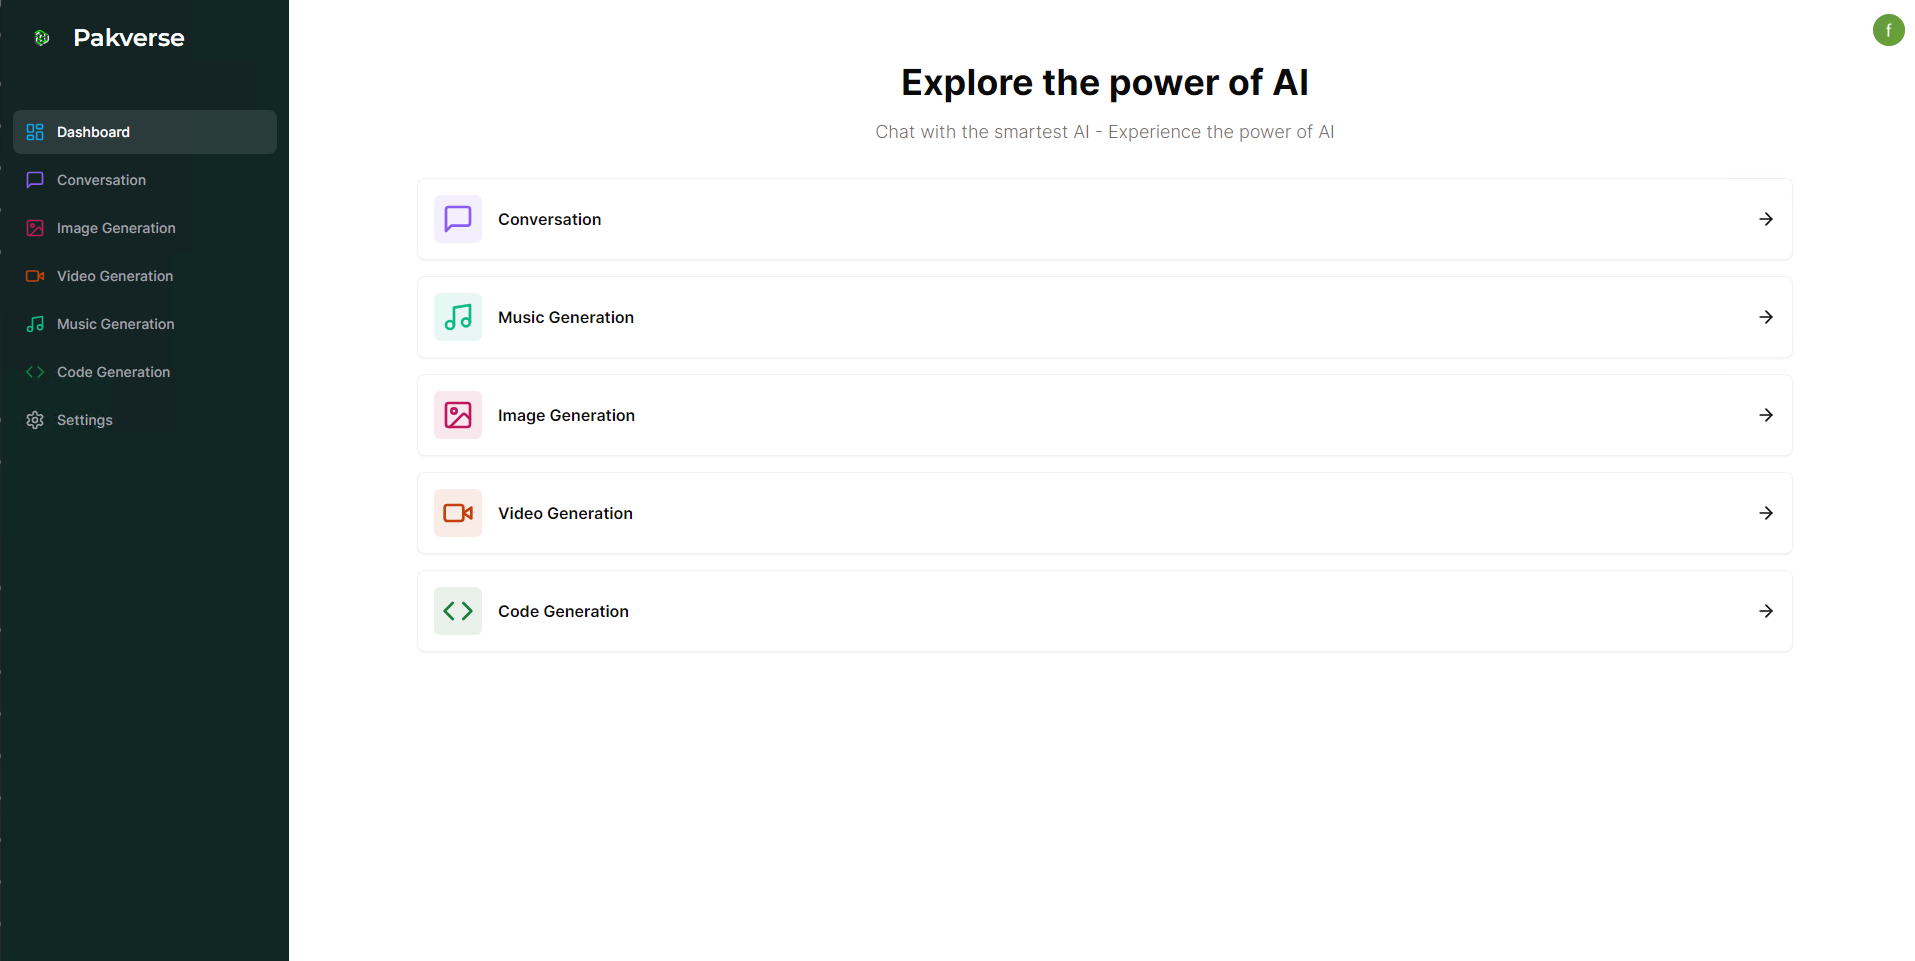 Pakverse
Dashboard
Conversation
Image Generation
Video Generation
Music Generation
Code Generation
Settings
f
Explore the power of AI
Chat with the smartest AI - Experience the power of AI
Conversation
Music Generation
Image Generation
Video Generation
Code Generation